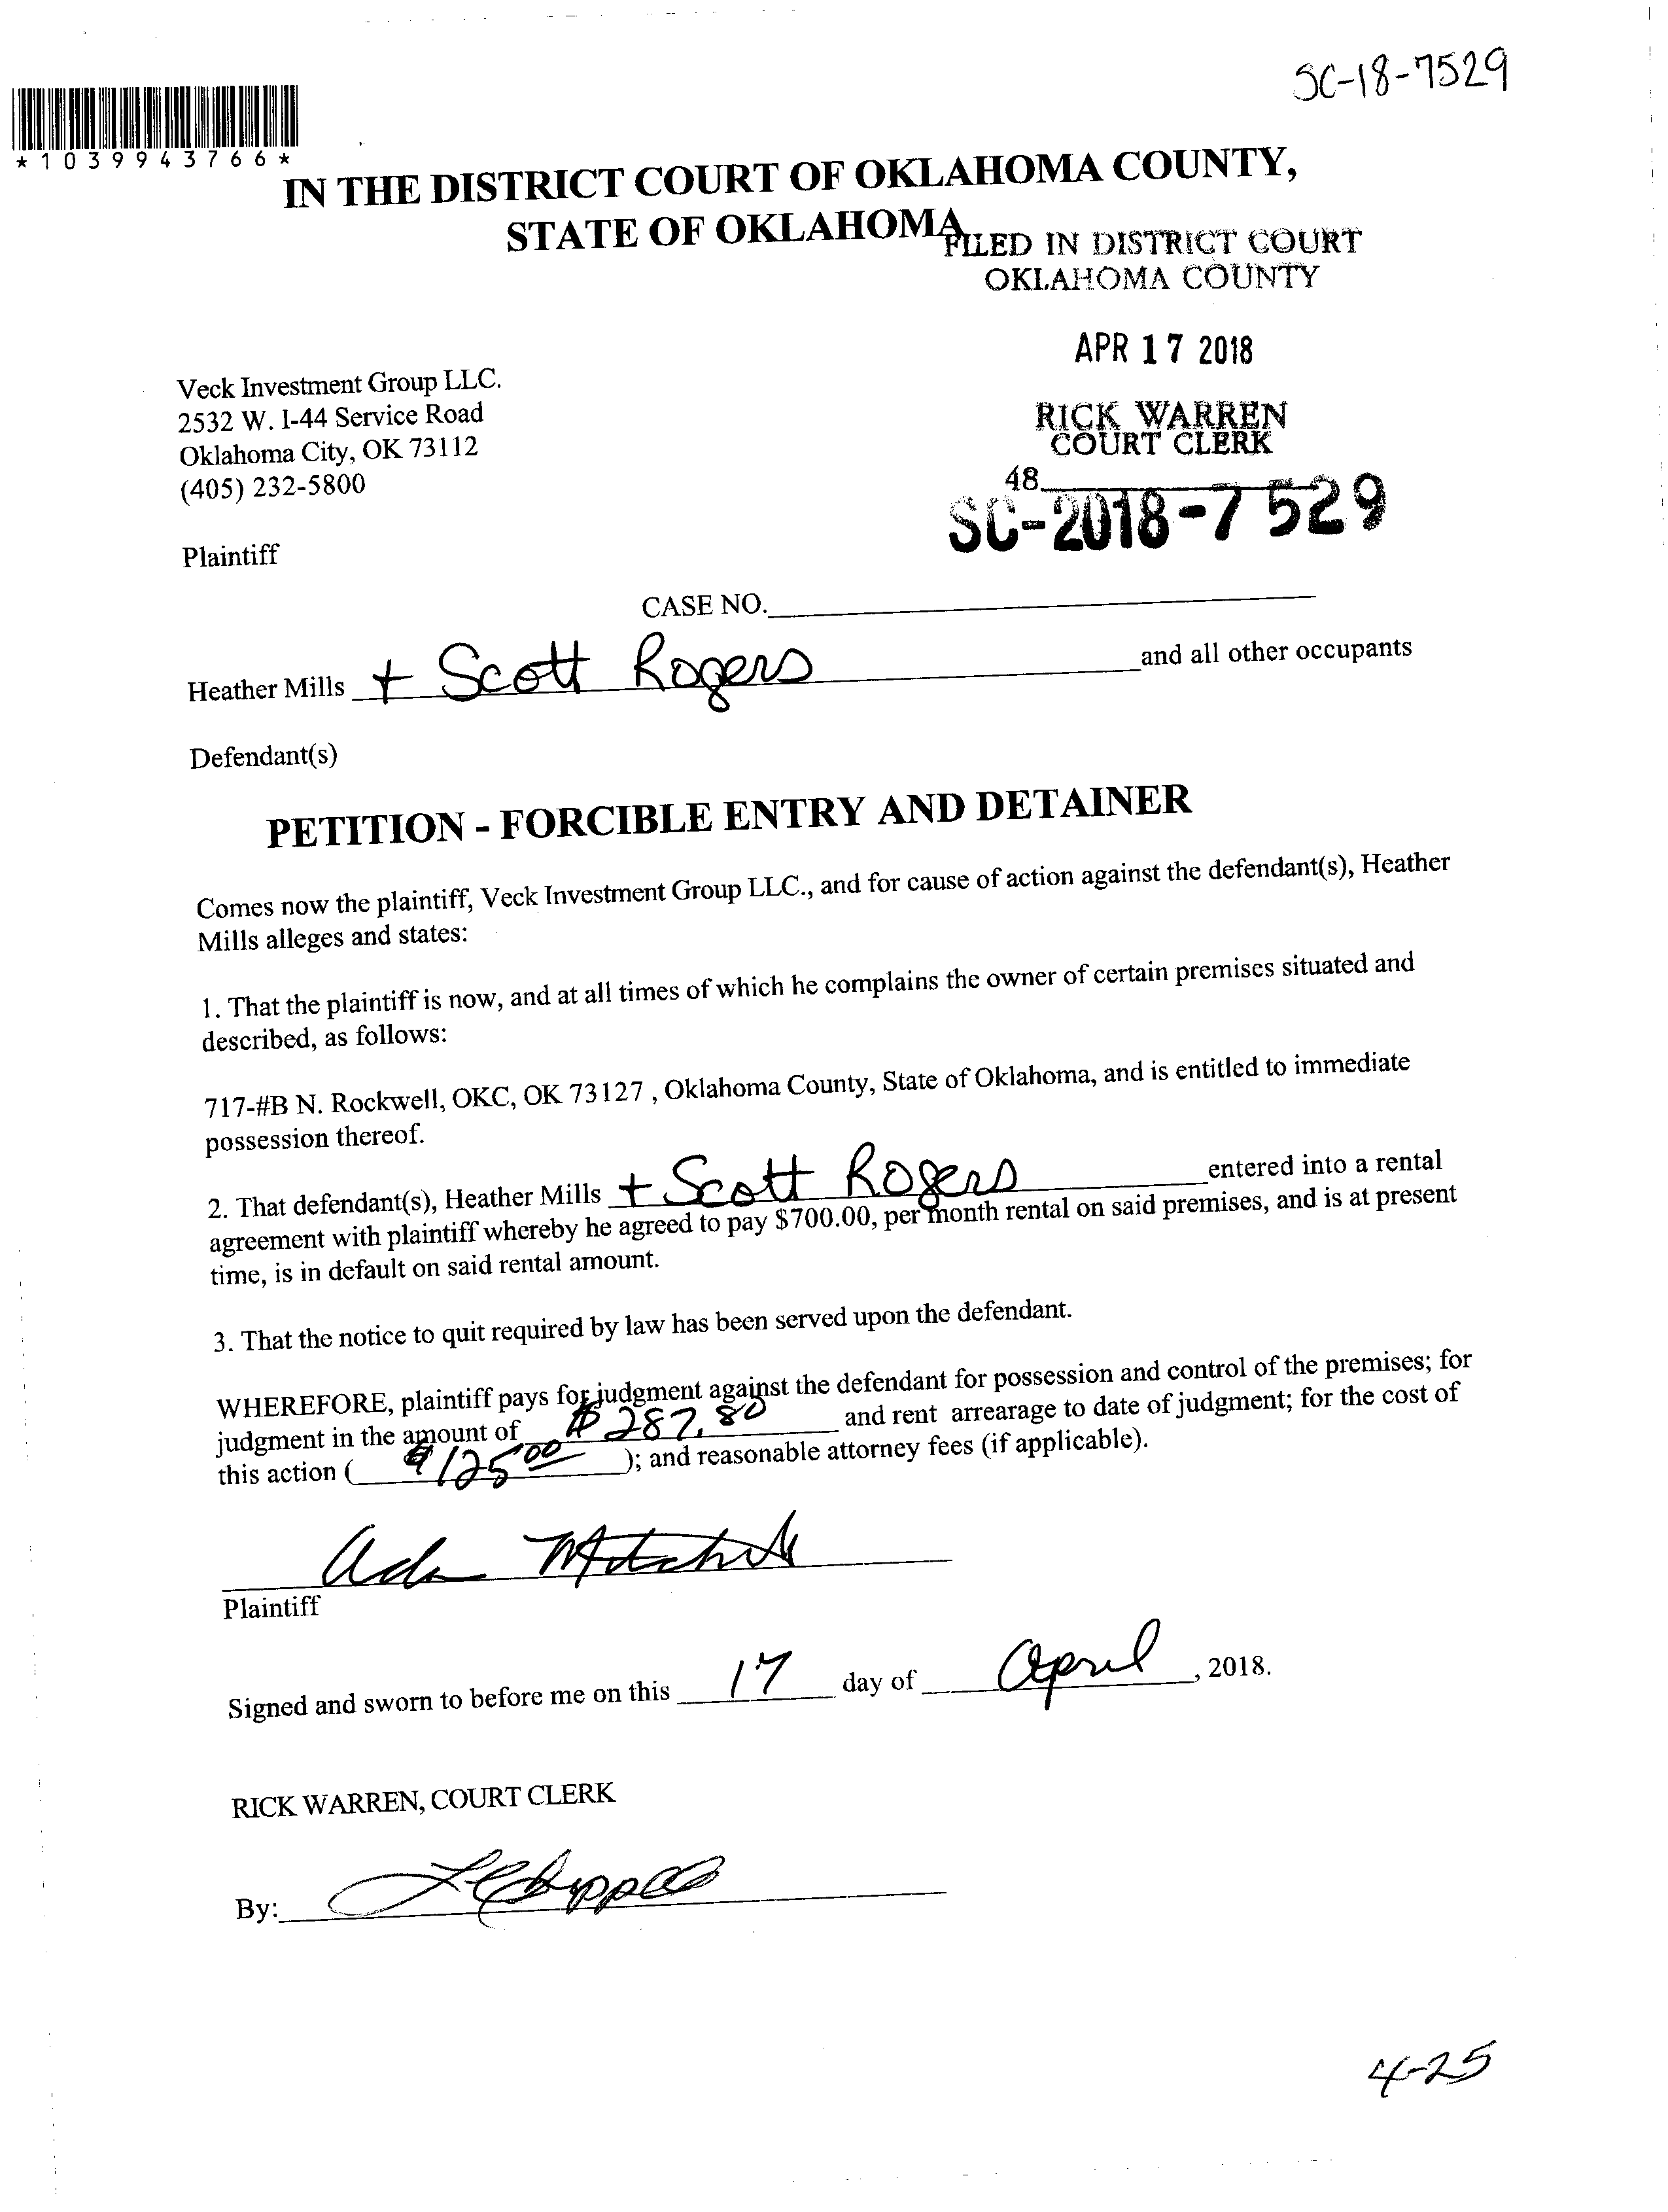 SC-18-7529
*1039943766*
IN THE DISTRICT COURT OF OKLAHOMA COUNTY,
STATE OF OKLAHOMA
FILED IN DISTRICT COURT
OKLAHOMA COUNTY
APR 17 2018
RICK WARREN
COURT CLERK
48
SC-2018-7529
Veck Investment Group LLC.
2532 W. I-44 Service Road
Oklahoma City, OK 73112
(405) 232-5800
Plaintiff
CASE NO.
Heather Mills + Scott Rogers and all other occupants
Defendant(s)
PETITION - FORCIBLE ENTRY AND DETAINER
Comes now the plaintiff, Veck Investment Group LLC., and for cause of action against the defendant(s), Heather
Mills alleges and states:
1. That the plaintiff is now, and at all times of which he complains the owner of certain premises situated and
described, as follows:
717-#B N. Rockwell, OKC, OK 73127 , Oklahoma County, State of Oklahoma, and is entitled to immediate
possession thereof.
2. That defendant(s), Heather Mills + Scott Rogers entered into a rental
agreement with plaintiff whereby he agreed to pay $700.00, per month rental on said premises, and is at present
time, is in default on said rental amount.
3. That the notice to quit required by law has been served upon the defendant.
WHEREFORE, plaintiff pays for judgment against the defendant for possession and control of the premises; for
judgment in the amount of $287.80 and rent arrearage to date of judgment; for the cost of
this action ( $125.00 ); and reasonable attorney fees (if applicable).
Plaintiff
Signed and sworn to before me on this 17 day of April, 2018.
RICK WARREN, COURT CLERK
By:
4-25